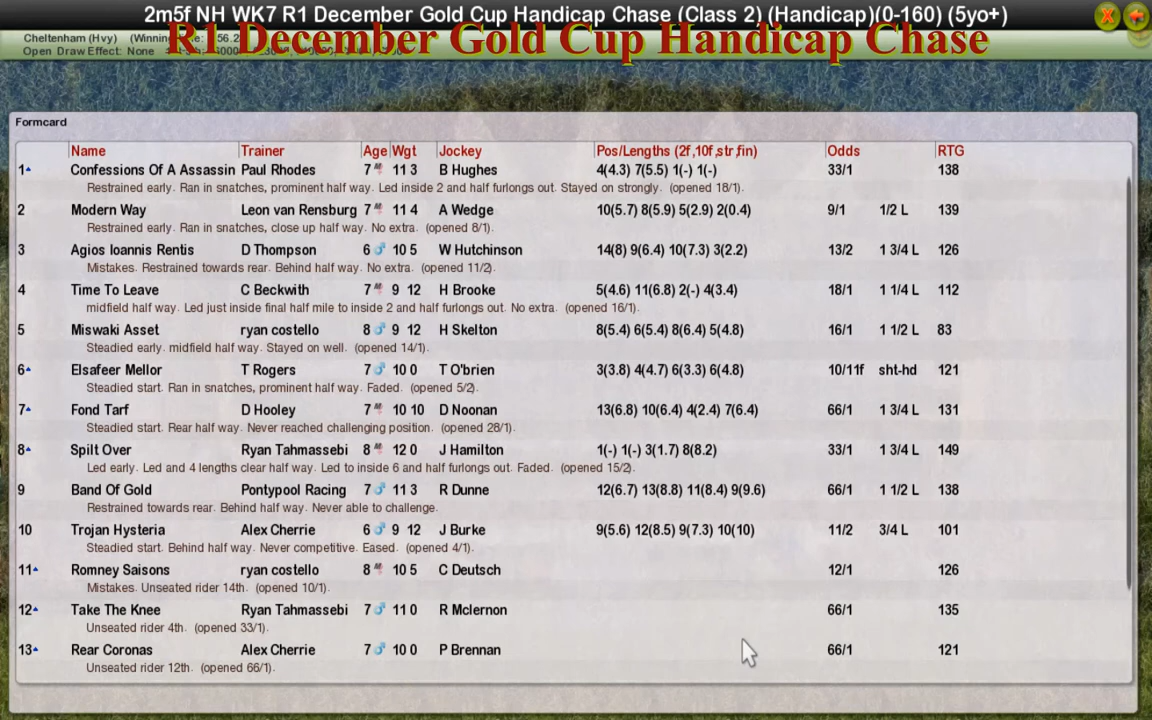 2m5f NH WK7 R1 December Gold Cup Handicap Chase (Class 2) (Handicap)(0-160) (5yo+)
R1 December Gold Cup Handicap Chase
Cheltenham (Hvy) (Winning
Open Draw Effect: None
Formcard
Name Trainer Age Wgt Jockey Pos/Lengths (2f,10f,str,fin) Odds RTG
1 Confessions Of A Assassin Paul Rhodes 7 11 3 B Hughes 4(4.3) 7(5.5) 1(-) 1(-) 33/1 138
Restrained early. Ran in snatches, prominent half way. Led inside 2 and half furlongs out. Stayed on strongly. (opened 18/1).
2 Modern Way Leon van Rensburg 7 11 4 A Wedge 10(5.7) 8(5.9) 5(2.9) 2(0.4) 9/1 1/2 L 139
Restrained early. Ran in snatches, close up half way. No extra. (opened 8/1).
3 Agios Ioannis Rentis D Thompson 6 10 5 W Hutchinson 14(8) 9(6.4) 10(7.3) 3(2.2) 13/2 1 3/4 L 126
Mistakes. Restrained towards rear. Behind half way. No extra. (opened 11/2).
4 Time To Leave C Beckwith 7 9 12 H Brooke 5(4.6) 11(6.8) 2(-) 4(3.4) 18/1 1 1/4 L 112
midfield half way. Led just inside final half mile to inside 2 and half furlongs out. No extra. (opened 16/1).
5 Miswaki Asset ryan costello 8 9 12 H Skelton 8(5.4) 6(5.4) 8(6.4) 5(4.8) 16/1 1 1/2 L 83
Steadied early. midfield half way. Stayed on well. (opened 14/1).
6 Elsafeer Mellor T Rogers 7 10 0 T O'brien 3(3.8) 4(4.7) 6(3.3) 6(4.8) 10/11f sht-hd 121
Steadied start. Ran in snatches, prominent half way. Faded. (opened 5/2).
7 Fond Tarf D Hooley 7 10 10 D Noonan 13(6.8) 10(6.4) 4(2.4) 7(6.4) 66/1 1 3/4 L 131
Steadied start. Rear half way. Never reached challenging position. (opened 28/1).
8 Spilt Over Ryan Tahmassebi 8 12 0 J Hamilton 1(-) 1(-) 3(1.7) 8(8.2) 33/1 1 3/4 L 149
Led early. Led and 4 lengths clear half way. Led to inside 6 and half furlongs out. Faded. (opened 15/2).
9 Band Of Gold Pontypool Racing 7 11 3 R Dunne 12(6.7) 13(8.8) 11(8.4) 9(9.6) 66/1 1 1/2 L 138
Restrained towards rear. Behind half way. Never able to challenge.
10 Trojan Hysteria Alex Cherrie 6 9 12 J Burke 9(5.6) 12(8.5) 9(7.3) 10(10) 11/2 3/4 L 101
Steadied start. Behind half way. Never competitive. Eased. (opened 4/1).
11 Romney Saisons ryan costello 8 10 5 C Deutsch 12/1 126
Mistakes. Unseated rider 14th. (opened 10/1).
12 Take The Knee Ryan Tahmassebi 7 11 0 R Mclernon 66/1 135
Unseated rider 4th. (opened 33/1).
13 Rear Coronas Alex Cherrie 7 10 0 P Brennan 66/1 121
Unseated rider 12th. (opened 66/1).